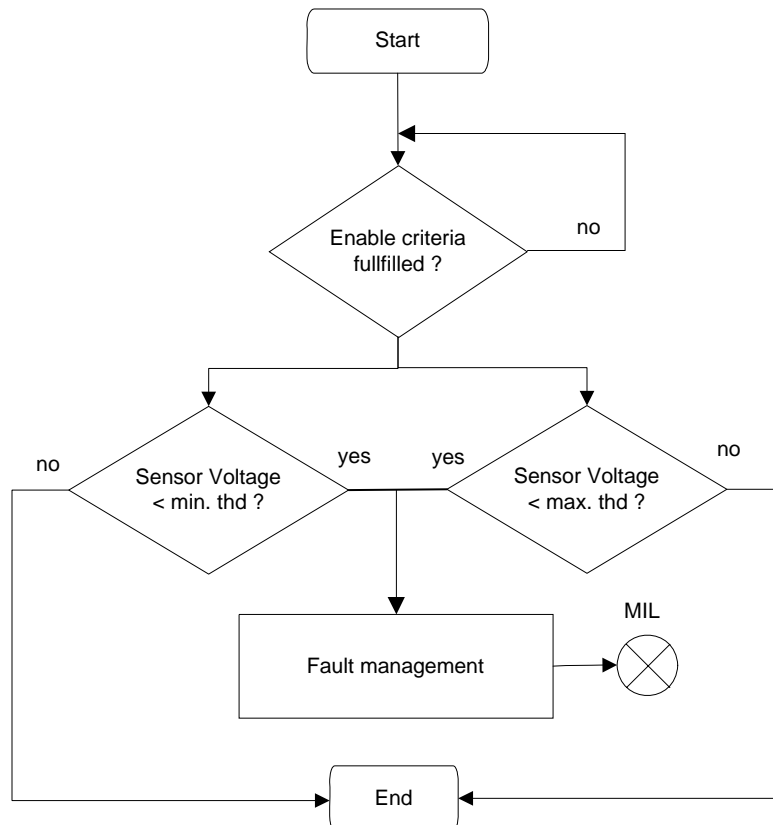 Start
Enable criteria
fullfilled ?
no
no
Sensor Voltage
< min. thd ?
yes
yes
Sensor Voltage
< max. thd ?
no
MIL
Fault management
End